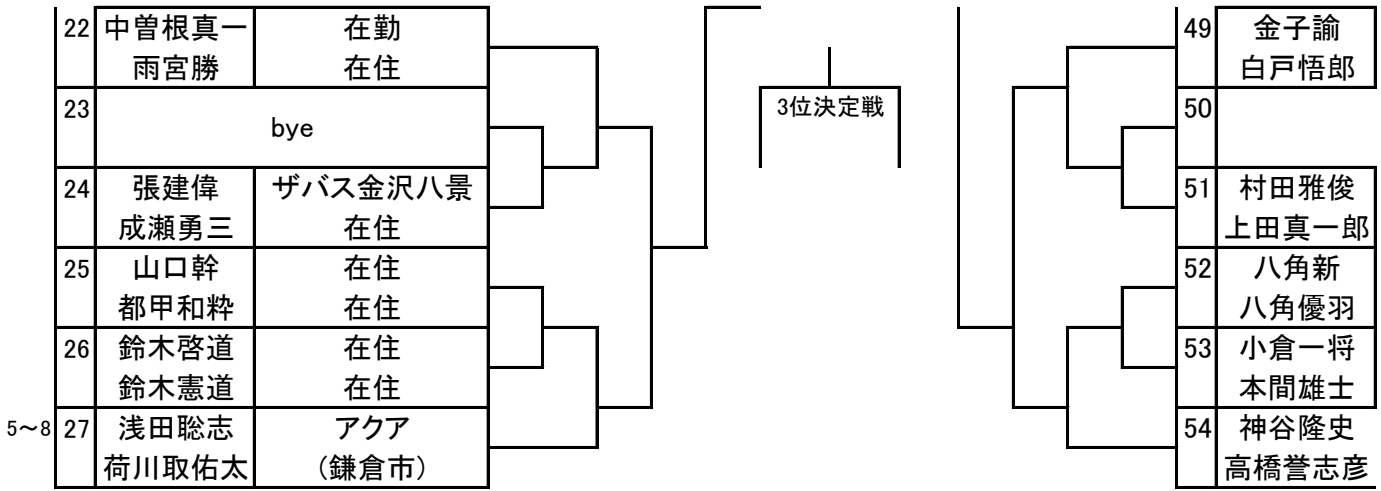 22 中曽根真一 在勤
雨宮勝 在住
23 bye
24 張建偉 ザバス金沢八景
成瀬勇三 在住
25 山口幹 在住
都甲和粋 在住
26 鈴木啓道 在住
鈴木憲道 在住
5～8 27 浅田聡志 アクア
荷川取佑太 (鎌倉市)
3位決定戦
49 金子諭
白戸悟郎
50
51 村田雅俊
上田真一郎
52 八角新
八角優羽
53 小倉一将
本間雄士
54 神谷隆史
高橋誉志彦